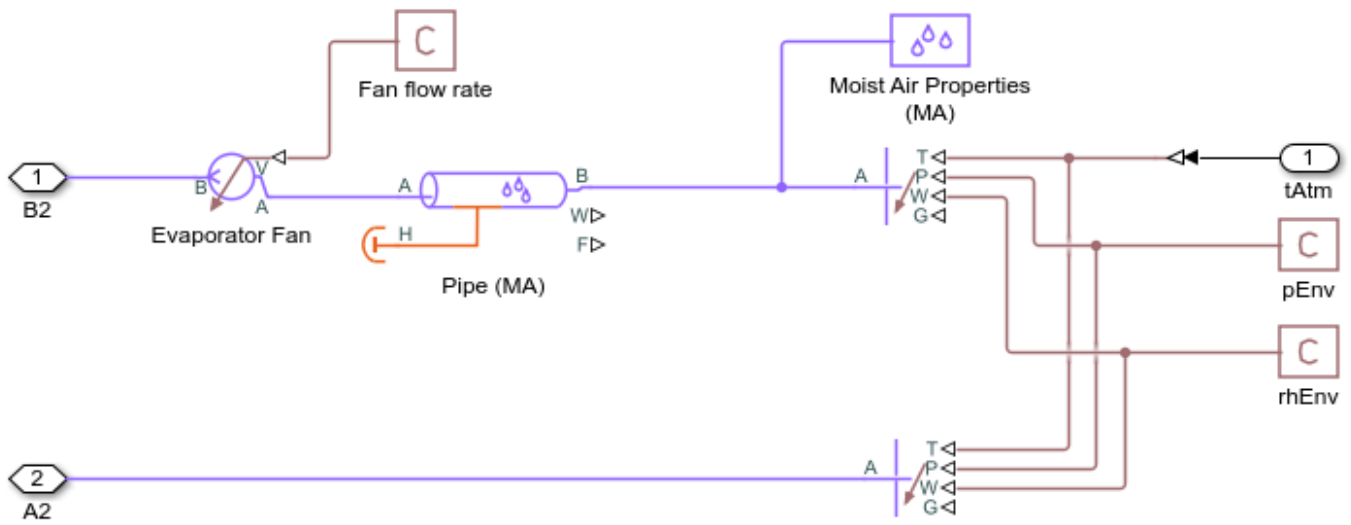 C
Fan flow rate
Moist Air Properties
(MA)
1
B2
B
V
A
Evaporator Fan
A
B
W
F
H
Pipe (MA)
A
T
P
W
G
1
tAtm
C
pEnv
C
rhEnv
2
A2
A
T
P
W
G